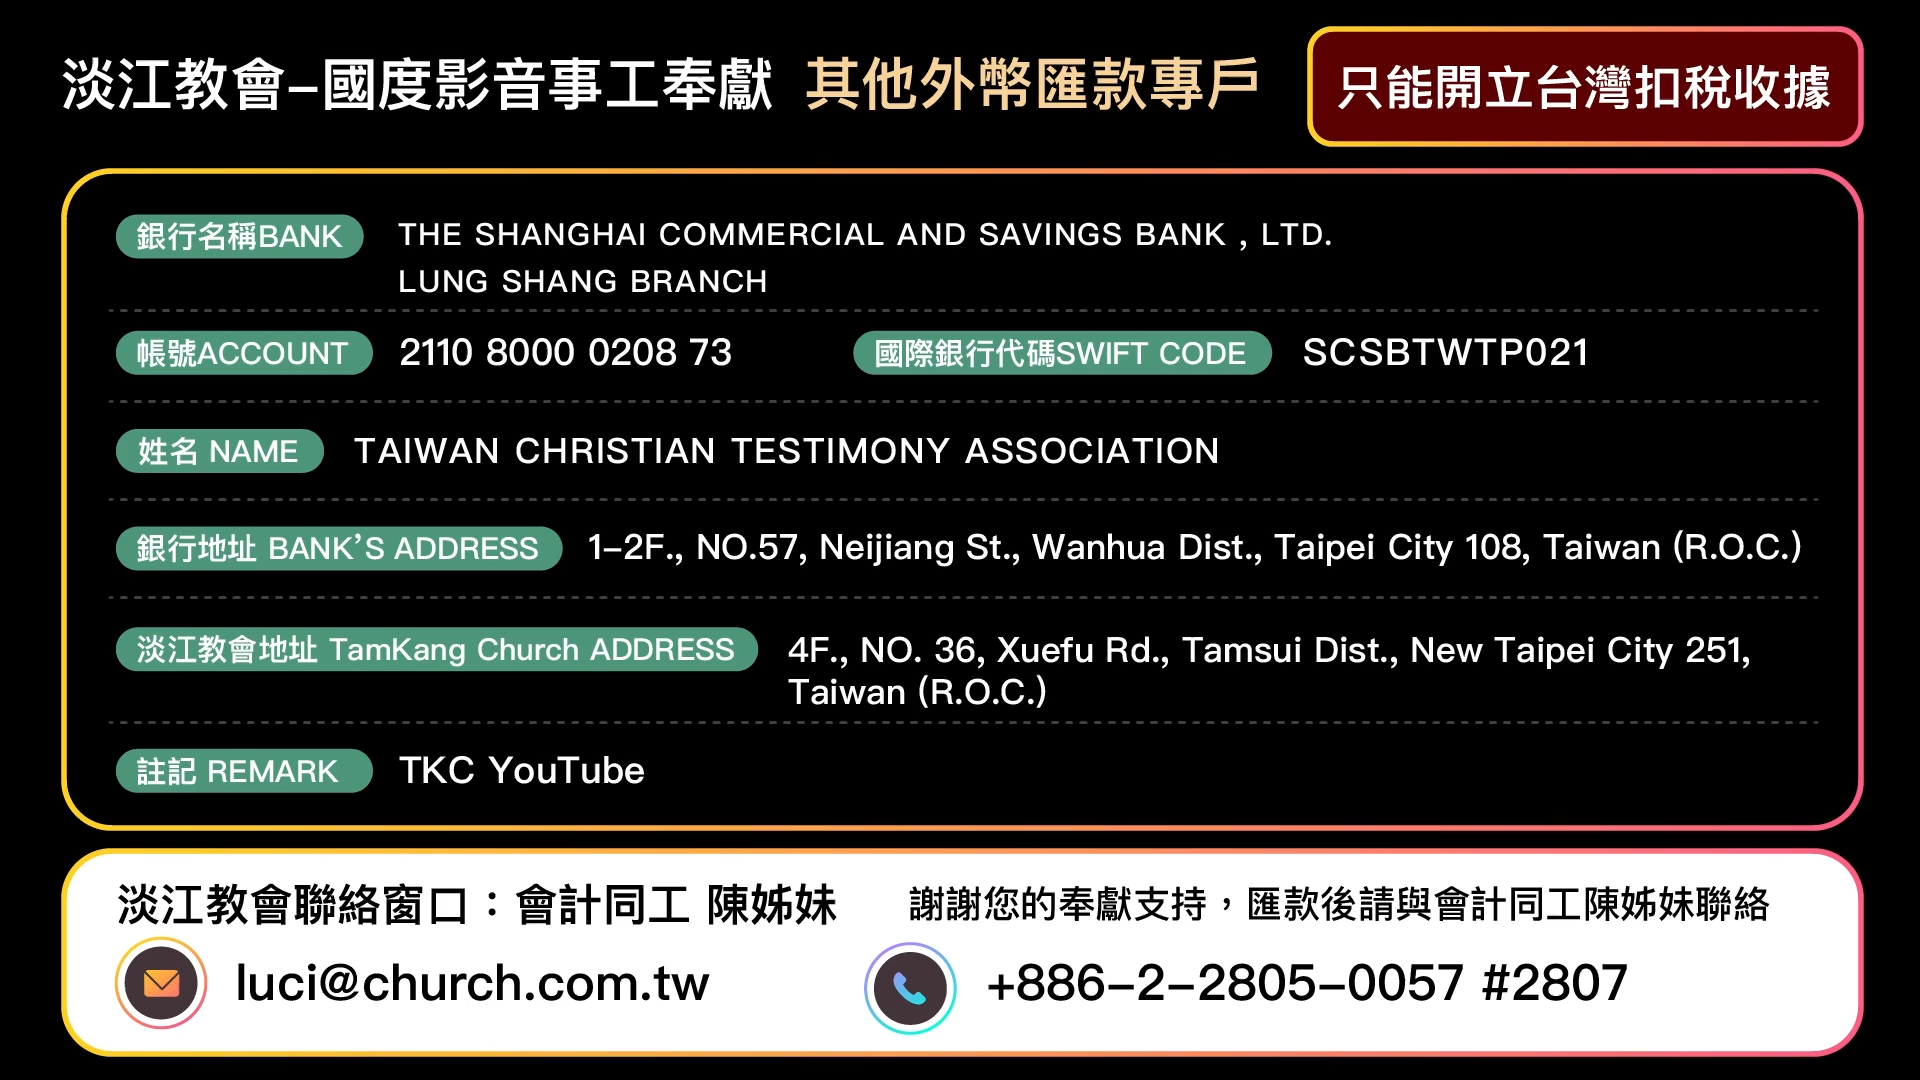 淡江教會–國度影音事工奉獻 其他外幣匯款專戶
只能開立台灣扣稅收據
銀行名稱BANK THE SHANGHAI COMMERCIAL AND SAVINGS BANK , LTD.
LUNG SHANG BRANCH
帳號ACCOUNT 2110 8000 0208 73 國際銀行代碼SWIFT CODE SCSBTWTP021
姓名 NAME TAIWAN CHRISTIAN TESTIMONY ASSOCIATION
銀行地址 BANK’S ADDRESS 1–2F., NO.57, Neijiang St., Wanhua Dist., Taipei City 108, Taiwan (R.O.C.)
淡江教會地址 TamKang Church ADDRESS 4F., NO. 36, Xuefu Rd., Tamsui Dist., New Taipei City 251,
Taiwan (R.O.C.)
註記 REMARK TKC YouTube
淡江教會聯絡窗口：會計同工 陳姊妹 謝謝您的奉獻支持，匯款後請與會計同工陳姊妹聯絡
luci@church.com.tw +886–2–2805–0057 #2807